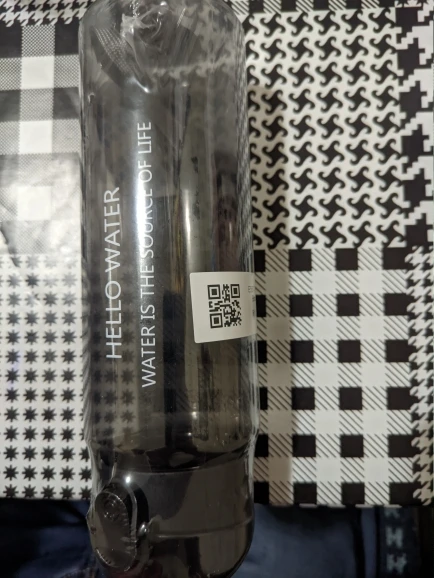 HELLO WATER
WATER IS THE SOURCE OF LIFE